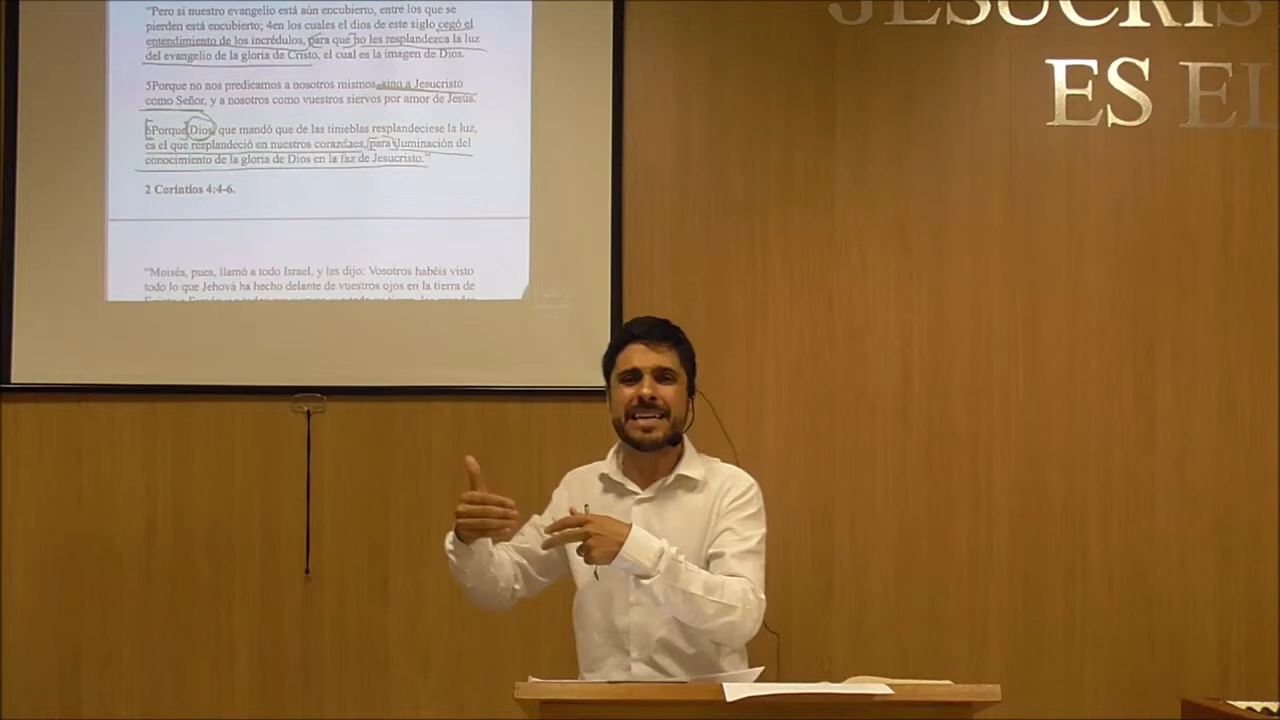 "Pero si nuestro evangelio está aún encubierto, entre los que se
pierden está encubierto; 4en los cuales el dios de este siglo cegó el
entendimiento de los incrédulos, para que no les resplandezca la luz
del evangelio de la gloria de Cristo, el cual es la imagen de Dios.
5Porque no nos predicamos a nosotros mismos, sino a Jesucristo
como Señor, y a nosotros como vuestros siervos por amor de Jesús.
6Porque Dios, que mandó que de las tinieblas resplandeciese la luz,
es el que resplandeció en nuestros corazones, para iluminación del
conocimiento de la gloria de Dios en la faz de Jesucristo."
2 Corintios 4:4-6.
"Moisés, pues, llamó a todo Israel, y les dijo: Vosotros habéis visto
todo lo que Jehová ha hecho delante de vuestros ojos en la tierra de
JESUCRIS
ES EL